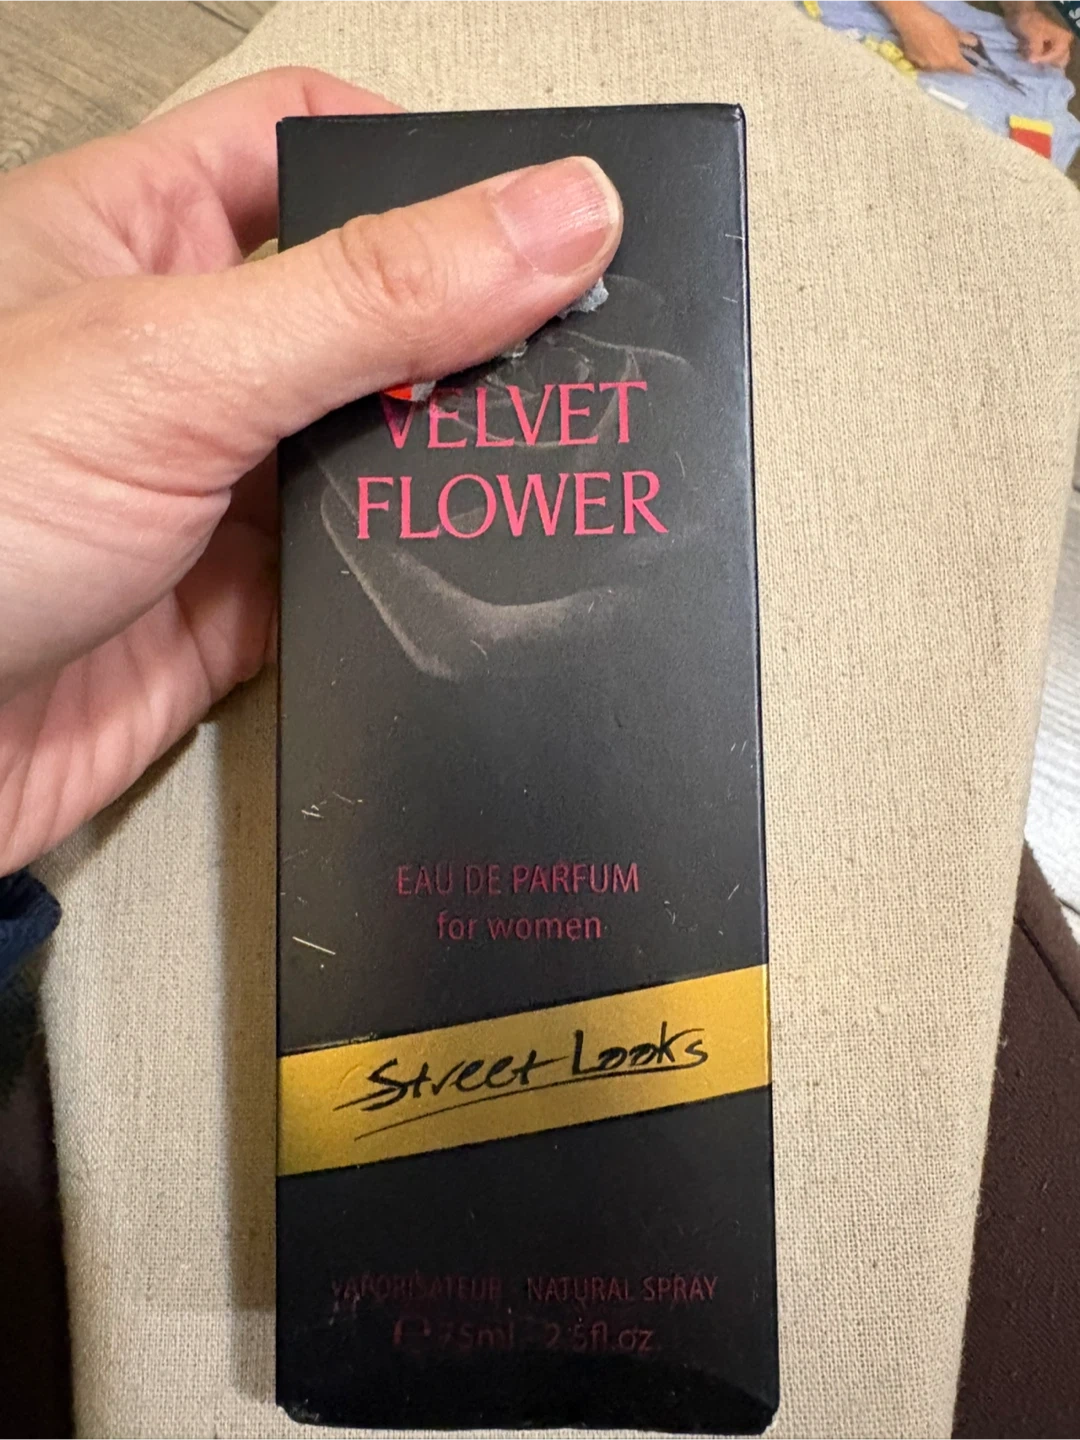 VELVET
FLOWER
EAU DE PARFUM
for women
Street Looks
VAPORISATEUR NATURAL SPRAY
℮ 75ml 2.5fl.oz